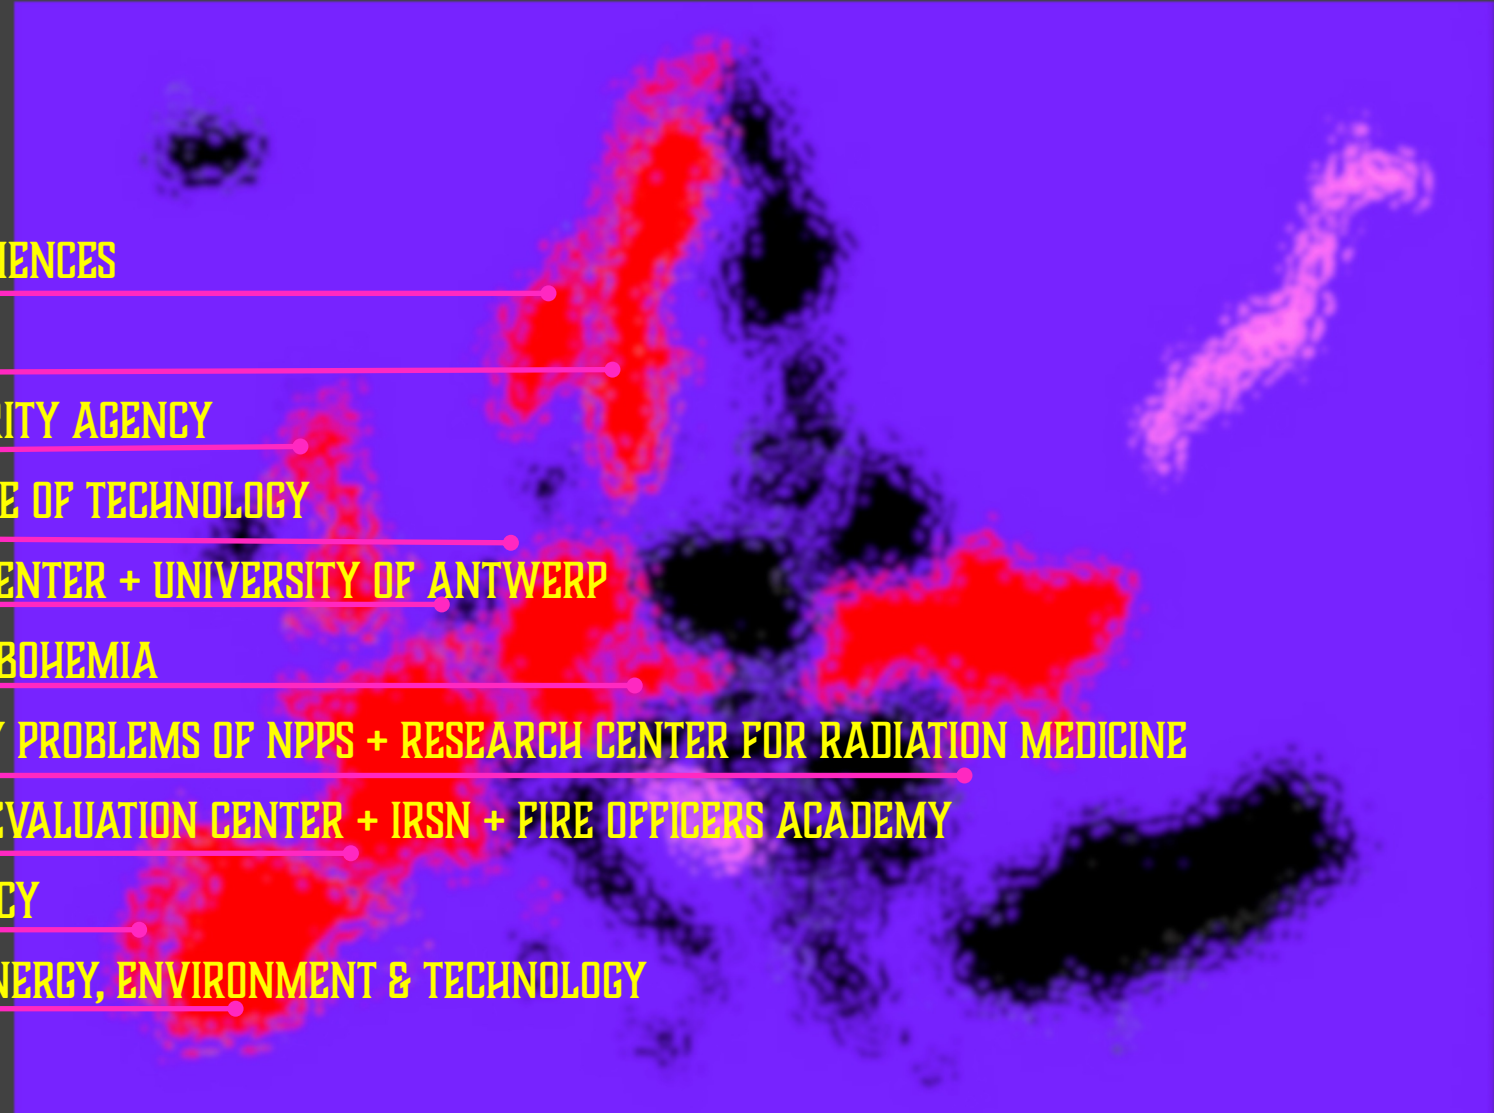 IENCES
RITY AGENCY
E OF TECHNOLOGY
ENTER + UNIVERSITY OF ANTWERP
BOHEMIA
Y PROBLEMS OF NPPS + RESEARCH CENTER FOR RADIATION MEDICINE
EVALUATION CENTER + IRSN + FIRE OFFICERS ACADEMY
CY
NERGY, ENVIRONMENT & TECHNOLOGY